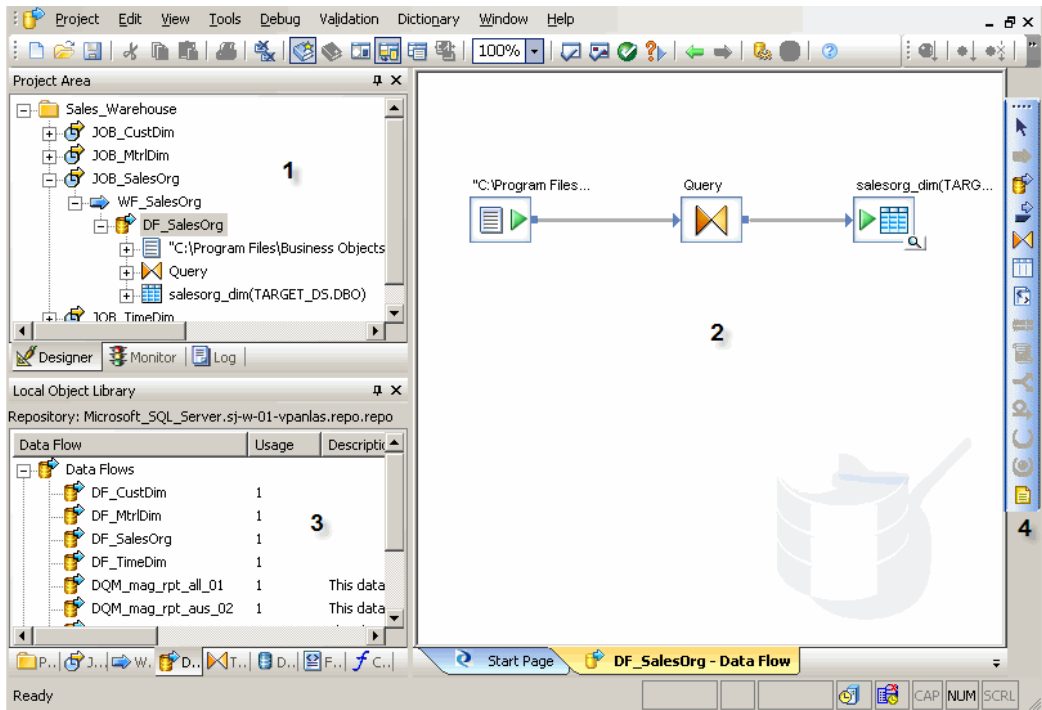 Project Edit View Tools Debug Validation Dictionary Window Help
100%
Project Area
Sales_Warehouse
JOB_CustDim
JOB_MtrlDim
JOB_SalesOrg
WF_SalesOrg
DF_SalesOrg
"C:\Program Files\Business Objects
Query
salesorg_dim(TARGET_DS.DBO)
JOB_TimeDim
1
Designer Monitor Log
"C:\Program Files...
Query
salesorg_dim(TARG...
2
Local Object Library
Repository: Microsoft_SQL_Server.sj-w-01-vpanlas.repo.repo
Data Flow Usage Descriptic
Data Flows
DF_CustDim 1
DF_MtrlDim 1
DF_SalesOrg 1
DF_TimeDim 1
DQM_mag_rpt_all_01 1 This data
DQM_mag_rpt_aus_02 1 This data
3
4
P.. J... W. D.. T.. D.. F... C..
Start Page DF_SalesOrg - Data Flow
Ready
CAP NUM SCRL